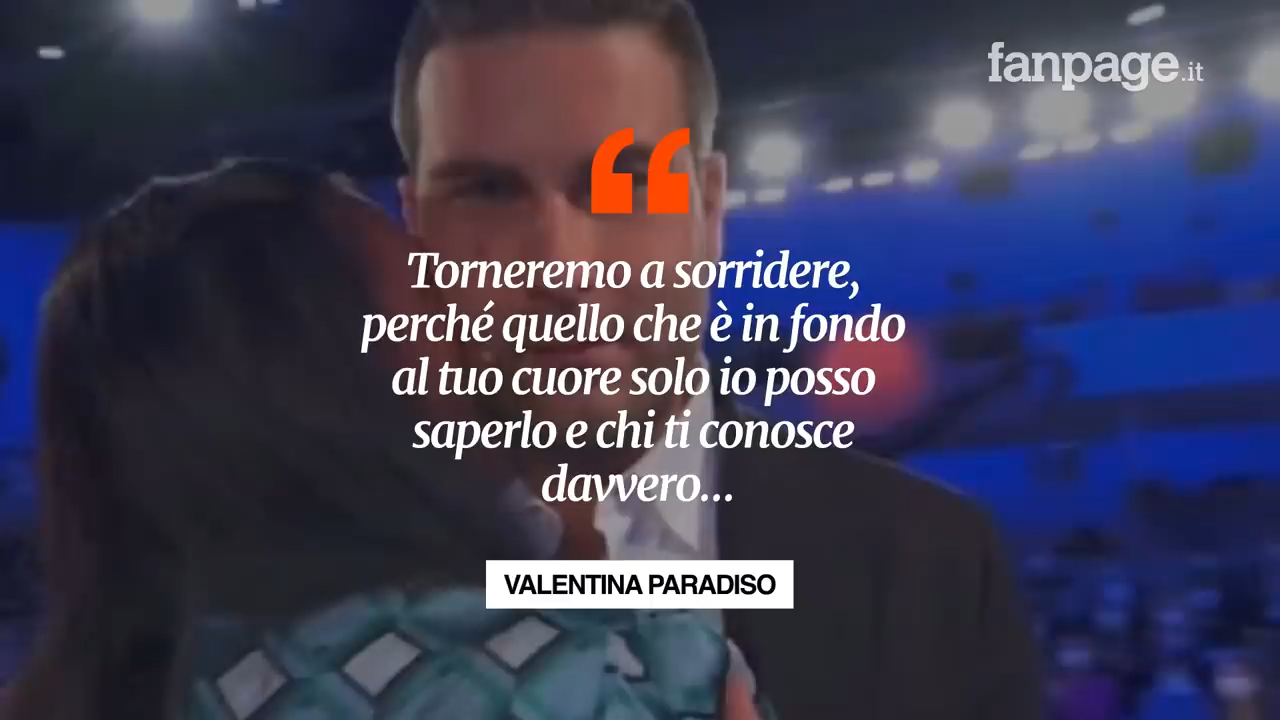 fanpage.it
“
Torneremo a sorridere,
perché quello che è in fondo
al tuo cuore solo io posso
saperlo e chi ti conosce
davvero...
VALENTINA PARADISO